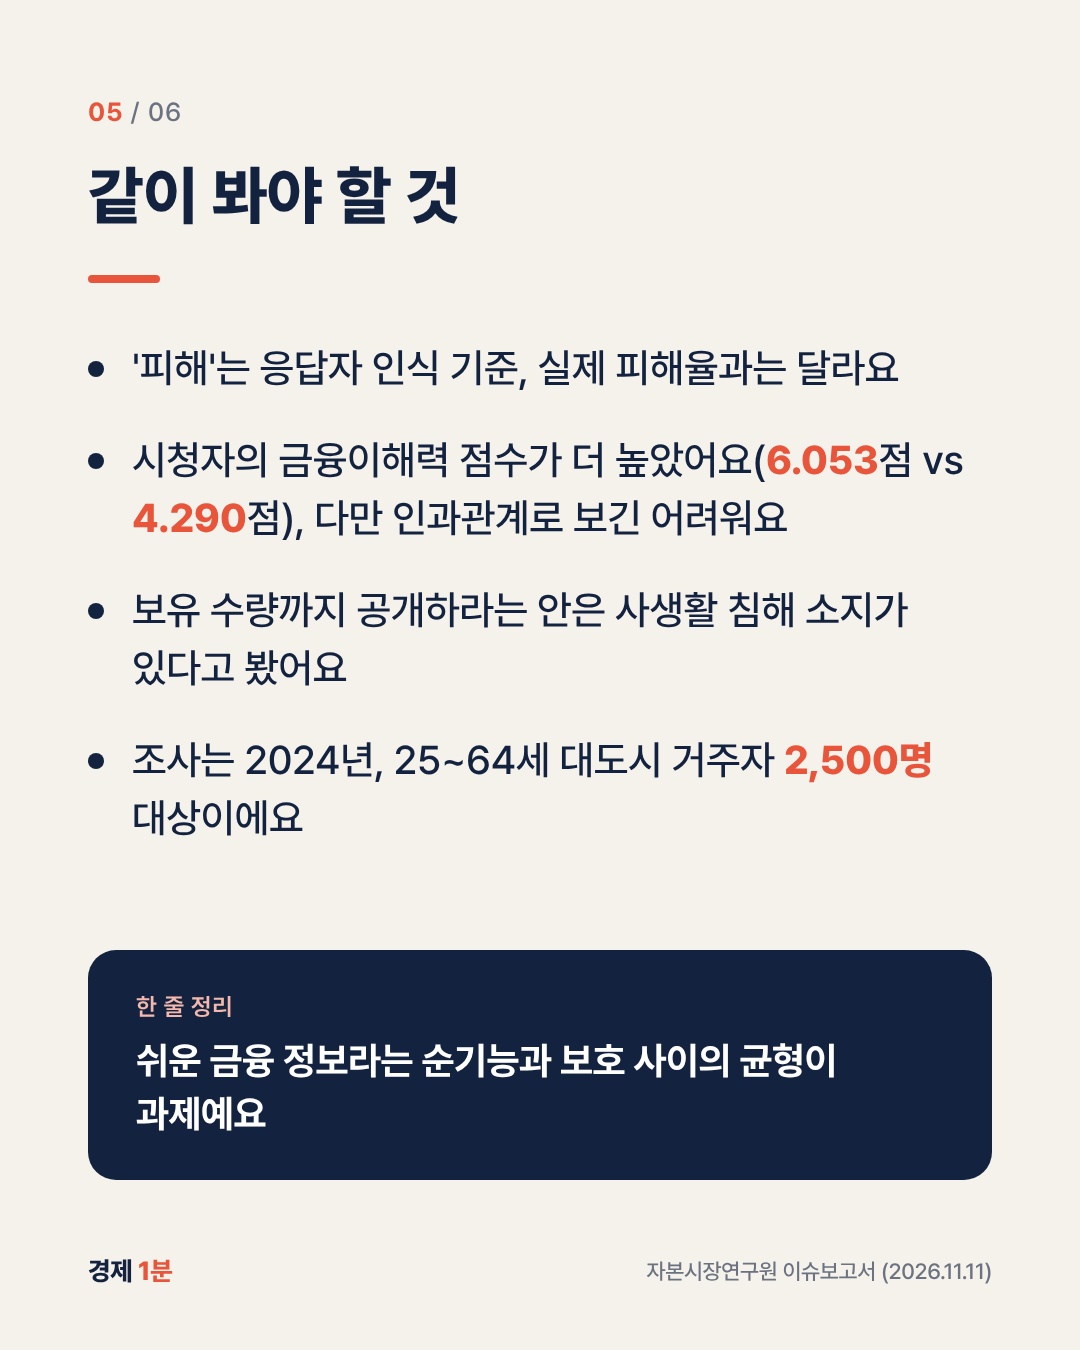 05 / 06
같이 봐야 할 것
'피해'는 응답자 인식 기준, 실제 피해율과는 달라요
시청자의 금융이해력 점수가 더 높았어요(6.053점 vs
4.290점), 다만 인과관계로 보긴 어려워요
보유 수량까지 공개하라는 안은 사생활 침해 소지가
있다고 봤어요
조사는 2024년, 25~64세 대도시 거주자 2,500명
대상이에요
한 줄 정리
쉬운 금융 정보라는 순기능과 보호 사이의 균형이
과제예요
경제 1분
자본시장연구원 이슈보고서 (2026.11.11)